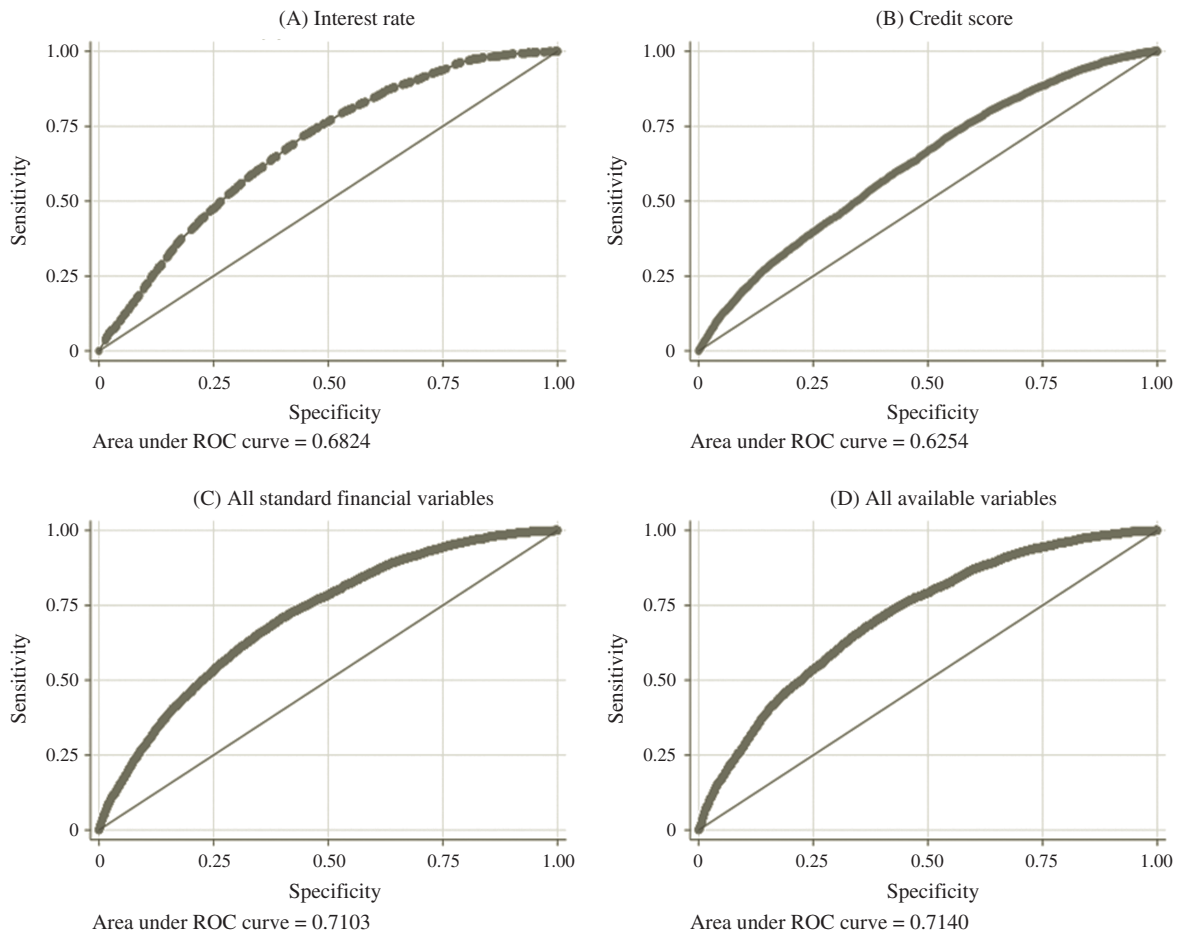 (A) Interest rate
1.00
0.75
0.50
0.25
0
Sensitivity
0 0.25 0.50 0.75 1.00
Specificity
Area under ROC curve = 0.6824
(B) Credit score
1.00
0.75
0.50
0.25
0
Sensitivity
0 0.25 0.50 0.75 1.00
Specificity
Area under ROC curve = 0.6254
(C) All standard financial variables
1.00
0.75
0.50
0.25
0
Sensitivity
0 0.25 0.50 0.75 1.00
Specificity
Area under ROC curve = 0.7103
(D) All available variables
1.00
0.75
0.50
0.25
0
Sensitivity
0 0.25 0.50 0.75 1.00
Specificity
Area under ROC curve = 0.7140